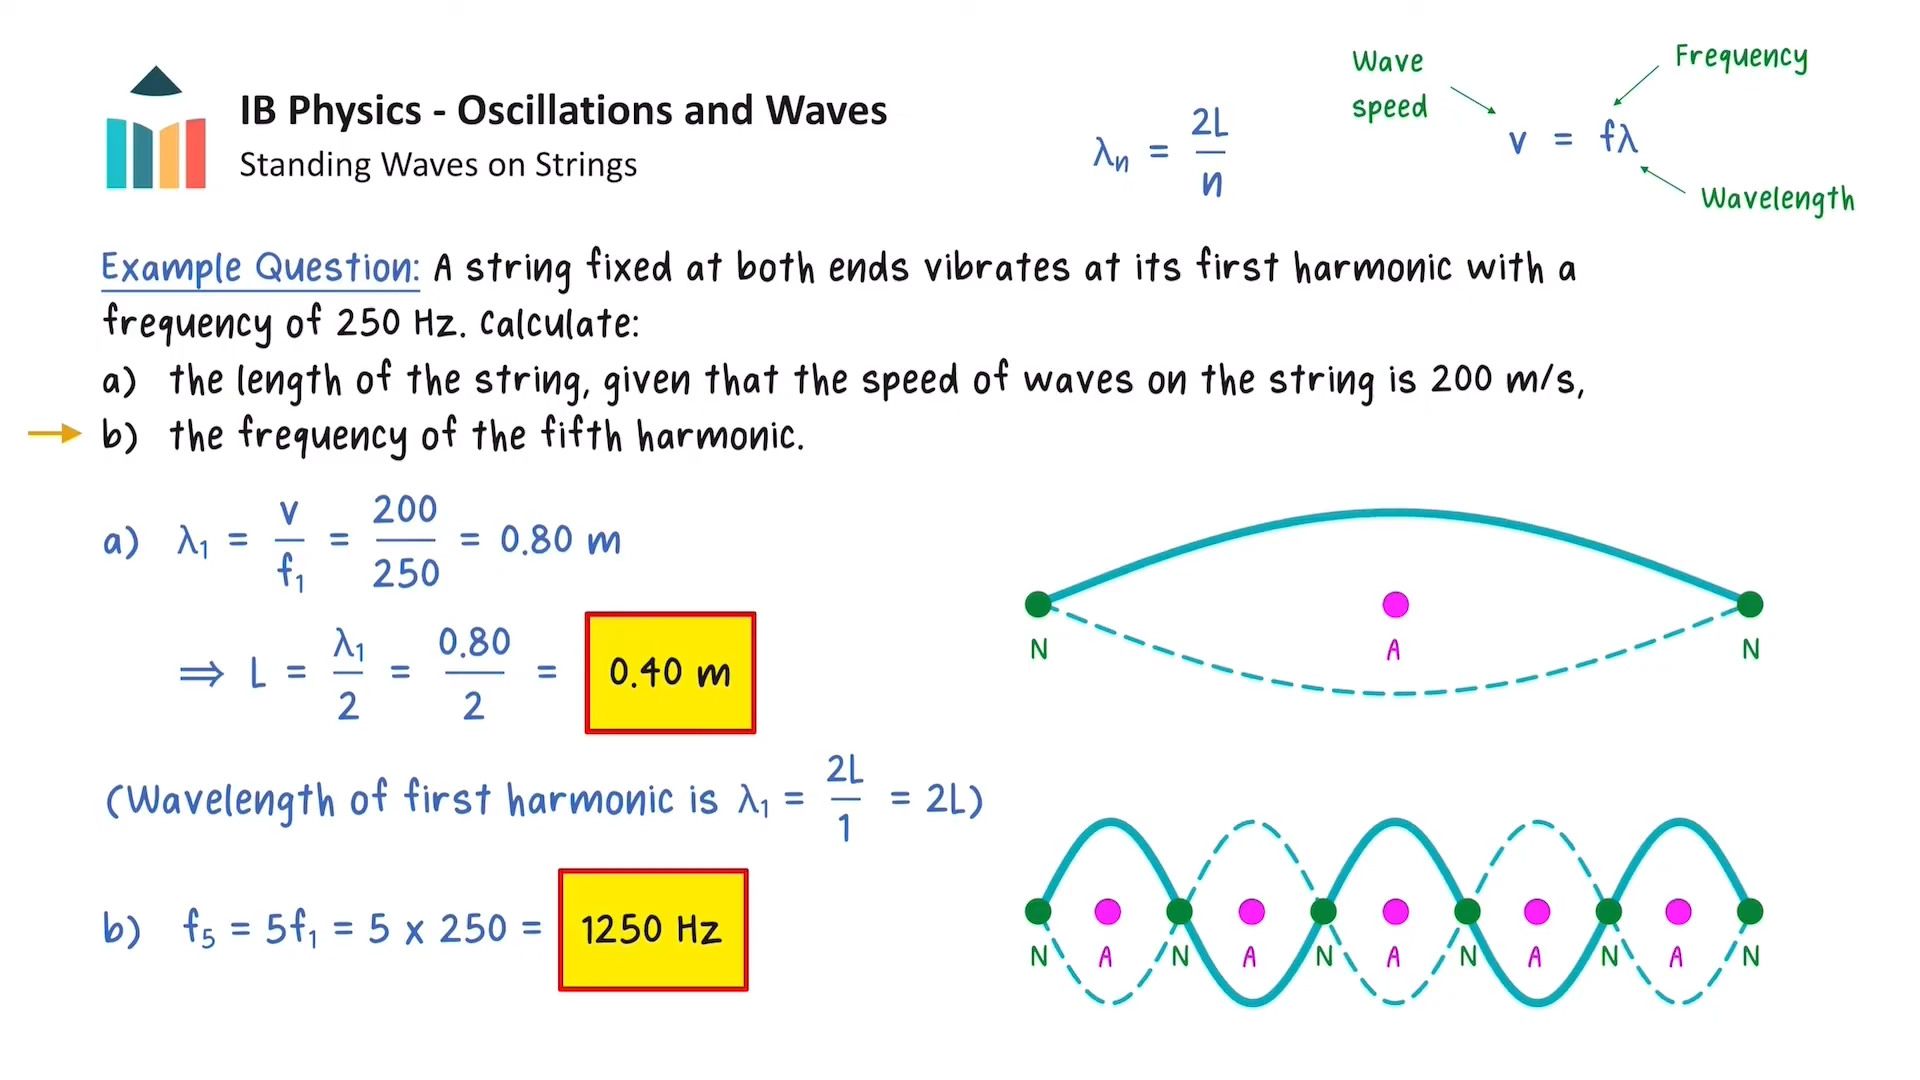 IB Physics - Oscillations and Waves
Standing Waves on Strings
λn = 2L/n
Wave speed
v = fλ
Frequency
Wavelength
Example Question: A string fixed at both ends vibrates at its first harmonic with a
frequency of 250 Hz. Calculate:
a) the length of the string, given that the speed of waves on the string is 200 m/s,
b) the frequency of the fifth harmonic.
a) λ₁ = v/f₁ = 200/250 = 0.80 m
⇒ L = λ₁/2 = 0.80/2 = 0.40 m
(Wavelength of first harmonic is λ₁ = 2L/1 = 2L)
b) f₅ = 5f₁ = 5 x 250 = 1250 Hz
N A N
N A N A N A N A N A N